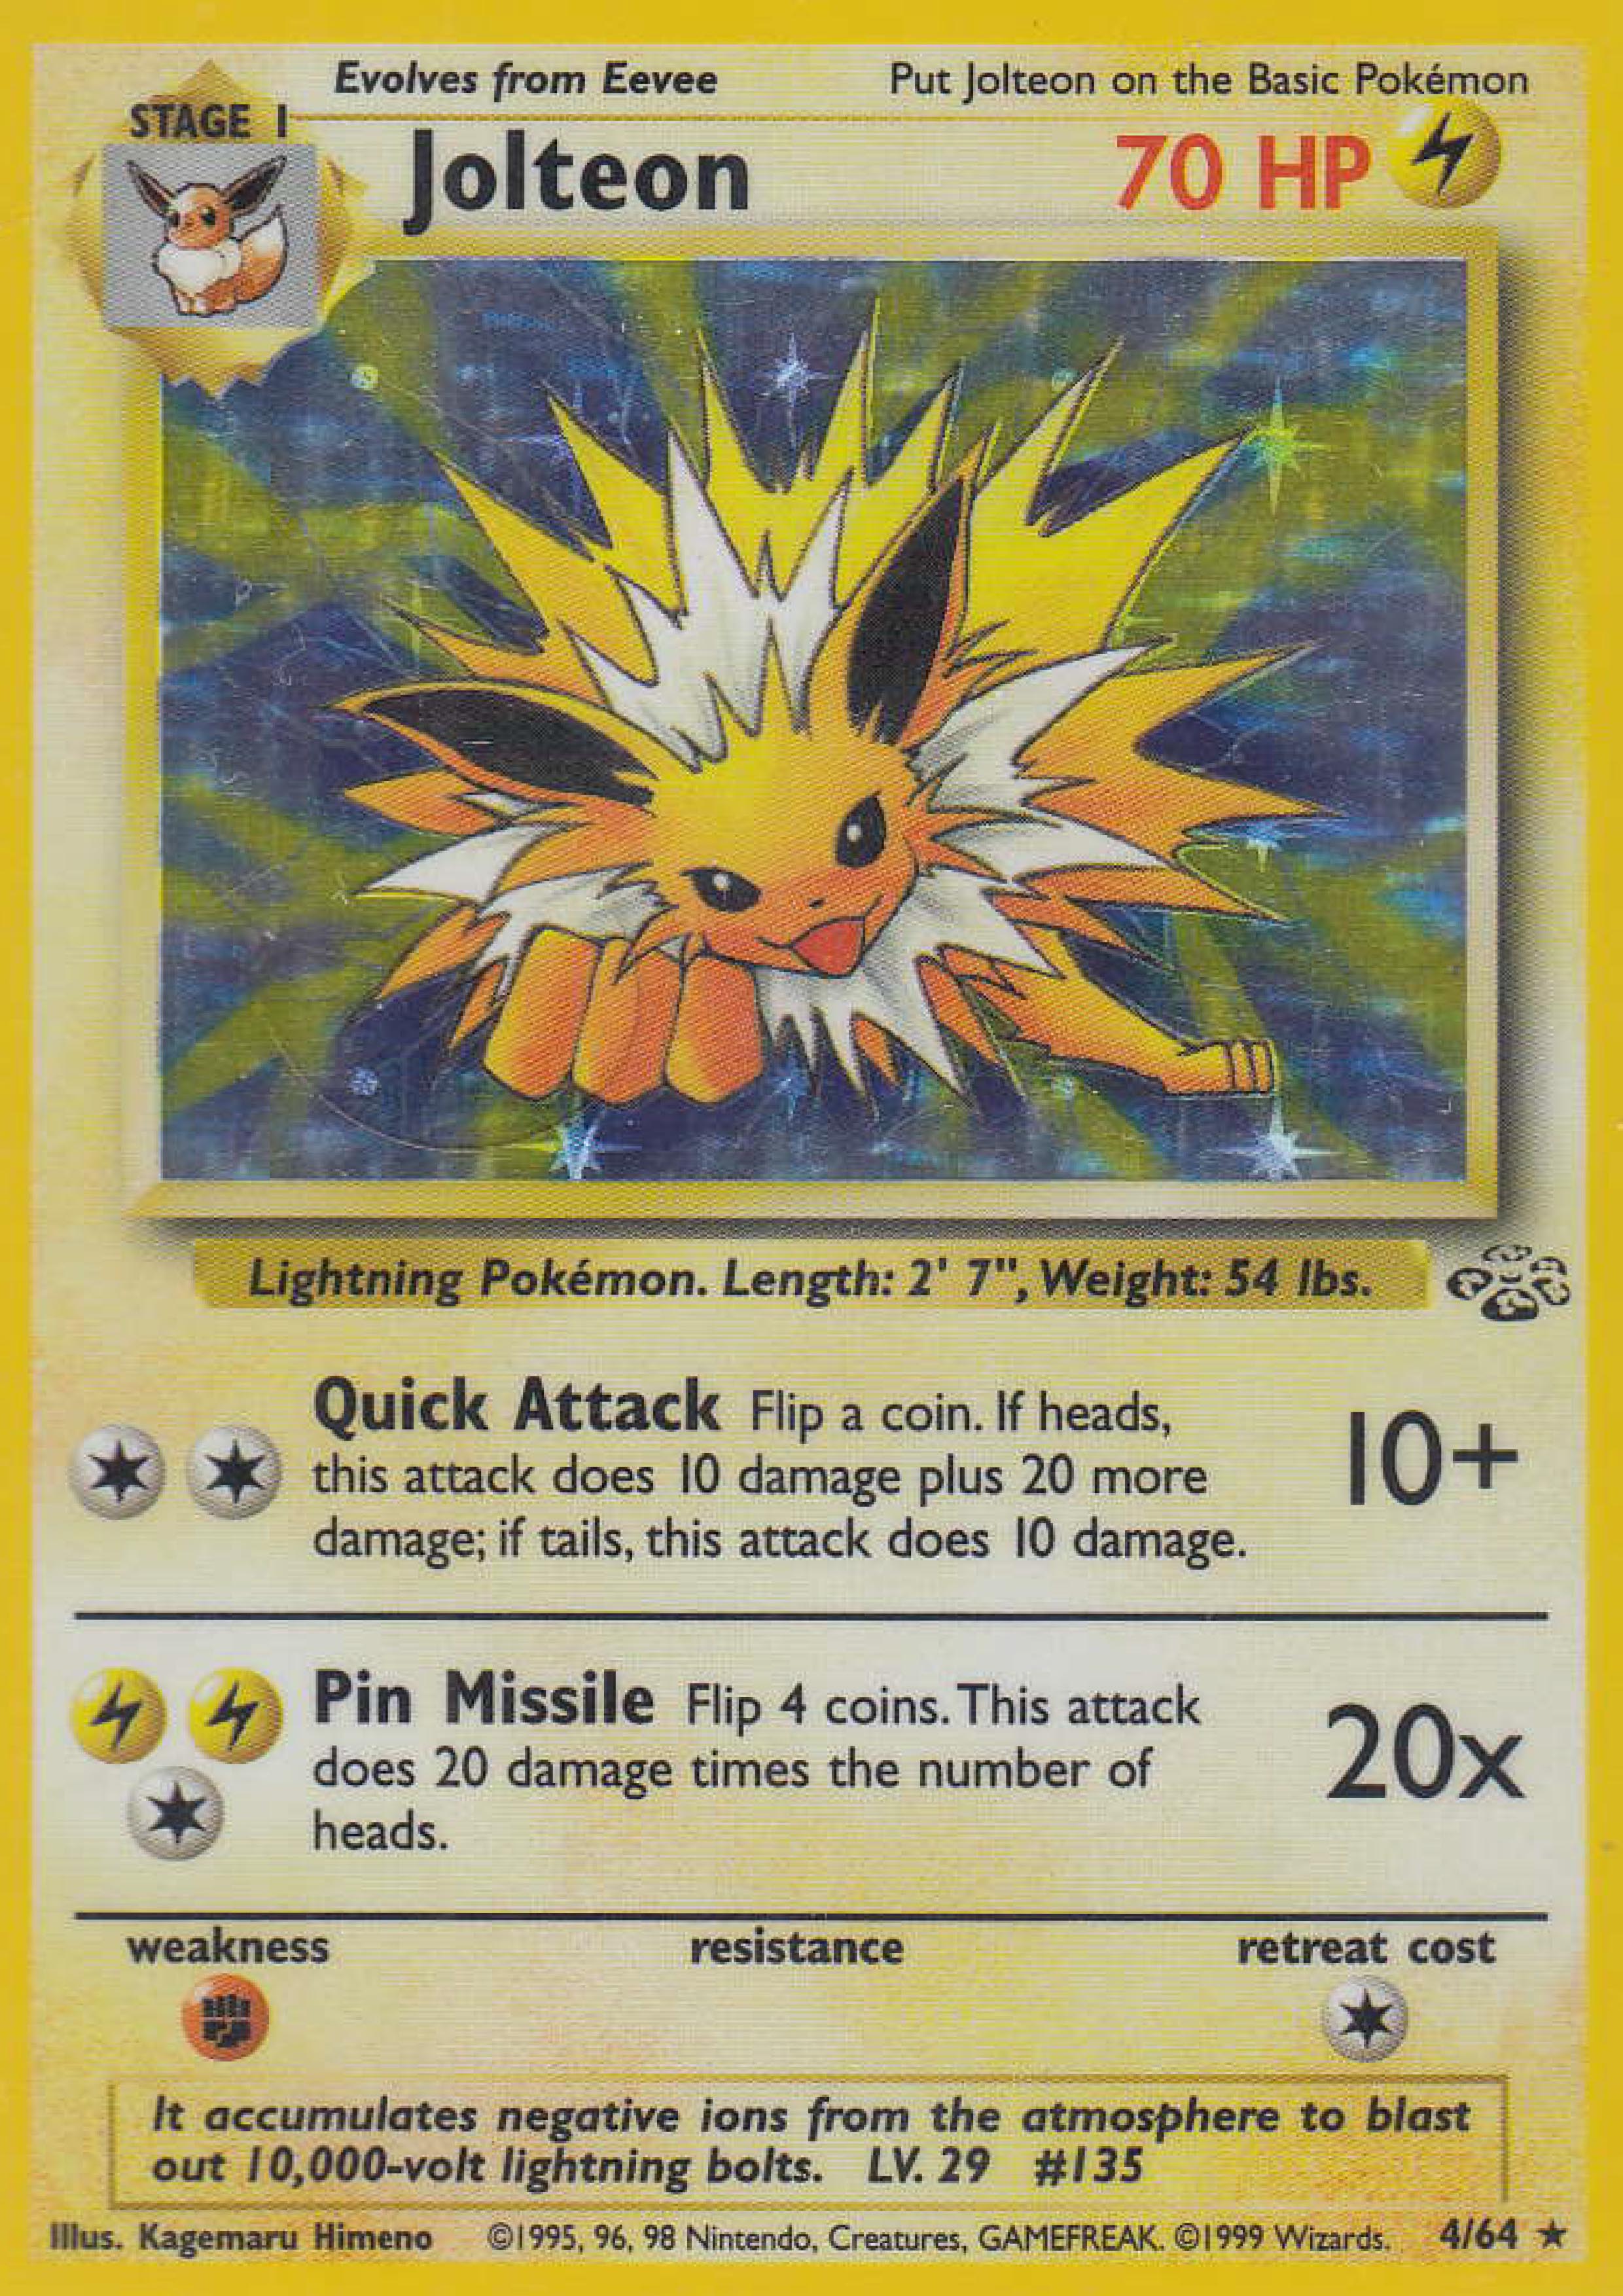 Evolves from Eevee
Put Jolteon on the Basic Pokémon
STAGE 1
Jolteon
70 HP
Lightning Pokémon. Length: 2' 7", Weight: 54 lbs.
Quick Attack Flip a coin. If heads,
this attack does 10 damage plus 20 more
damage; if tails, this attack does 10 damage.
10+
Pin Missile Flip 4 coins. This attack
does 20 damage times the number of
heads.
20x
weakness
resistance
retreat cost
It accumulates negative ions from the atmosphere to blast
out 10,000-volt lightning bolts. LV. 29 #135
Illus. Kagemaru Himeno
©1995, 96, 98 Nintendo, Creatures, GAMEFREAK. ©1999 Wizards.
4/64 ★